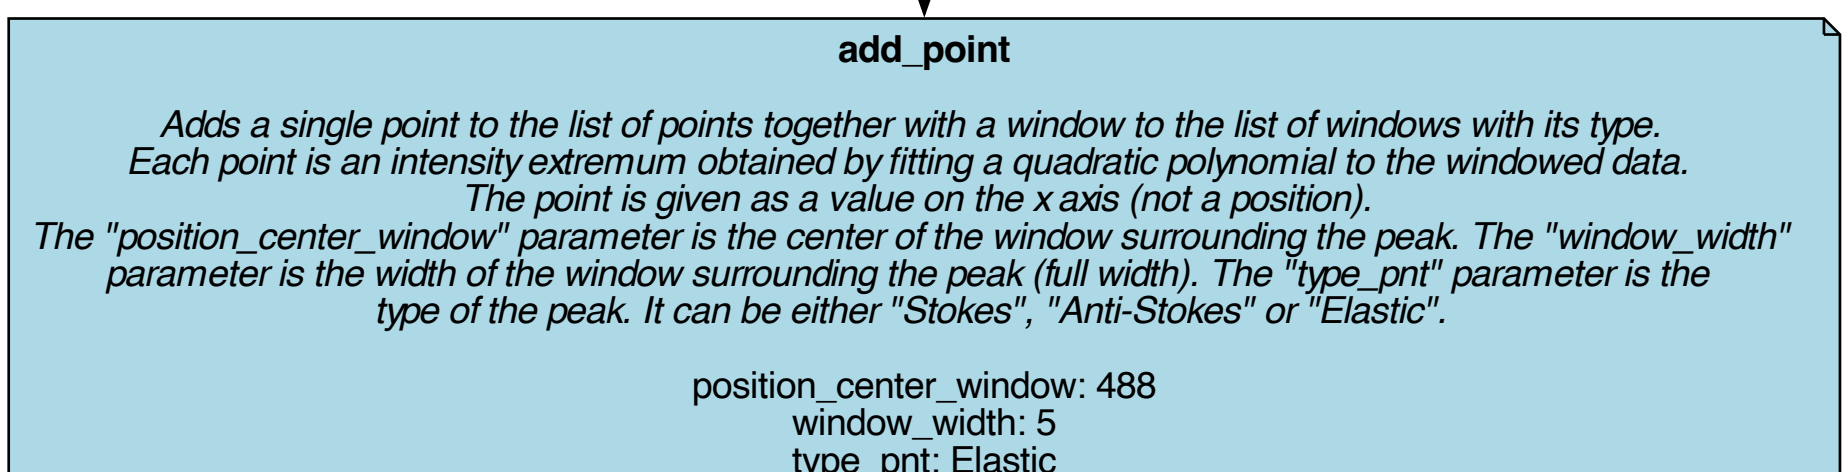 add_point
Adds a single point to the list of points together with a window to the list of windows with its type.
Each point is an intensity extremum obtained by fitting a quadratic polynomial to the windowed data.
The point is given as a value on the x axis (not a position).
The "position_center_window" parameter is the center of the window surrounding the peak. The "window_width"
parameter is the width of the window surrounding the peak (full width). The "type_pnt" parameter is the
type of the peak. It can be either "Stokes", "Anti-Stokes" or "Elastic".
position_center_window: 488
window_width: 5
type_pnt: Elastic